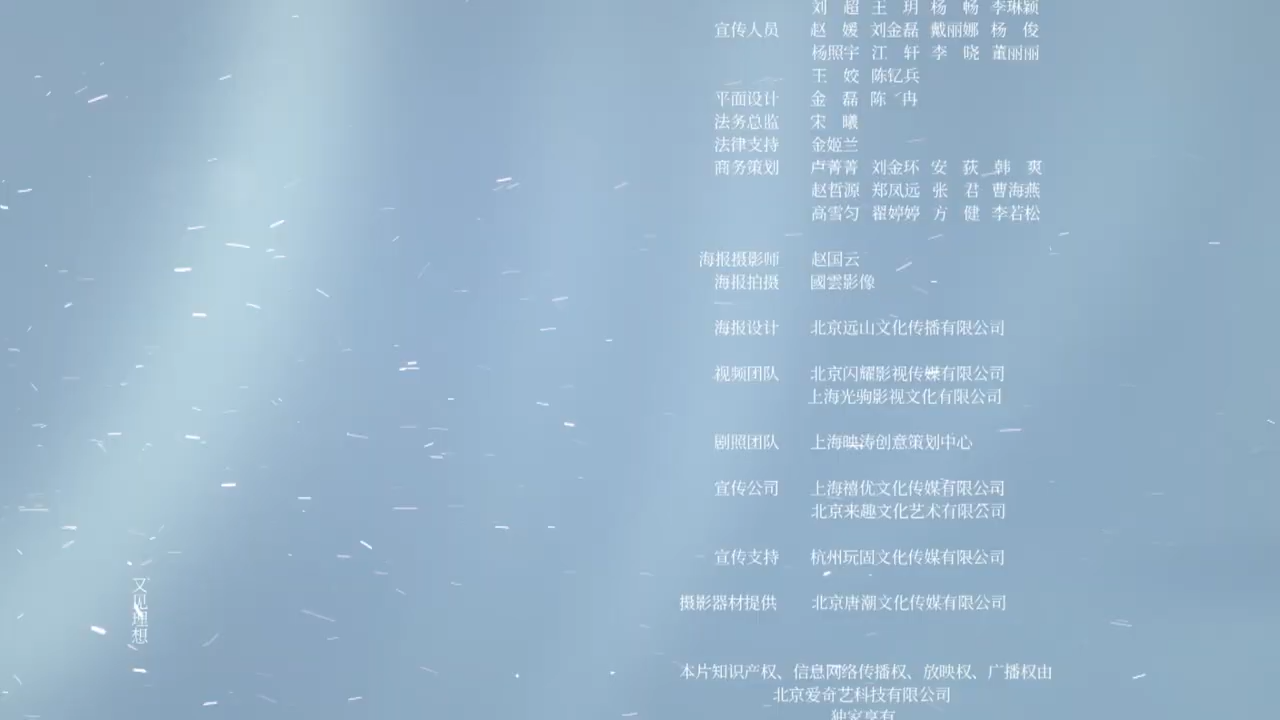 刘 超 王 玥 杨 畅 李琳颖
宣传人员 赵 媛 刘金磊 戴丽娜 杨 俊
杨照宇 江 轩 李 晓 董丽丽
王 姣 陈钇兵
平面设计 金 磊 陈 冉
法务总监 宋 曦
法律支持 金姬兰
商务策划 卢菁菁 刘金环 安 荻 韩 爽
赵哲源 郑凤远 张 君 曹海燕
高雪匀 翟婷婷 方 健 李若松
海报摄影师 赵国云
海报拍摄 國雲影像
海报设计 北京远山文化传播有限公司
视频团队 北京闪耀影视传媒有限公司
上海光驹影视文化有限公司
剧照团队 上海映涛创意策划中心
宣传公司 上海禧优文化传媒有限公司
北京来趣文化艺术有限公司
宣传支持 杭州玩固文化传媒有限公司
摄影器材提供 北京唐潮文化传媒有限公司
又见理想
本片知识产权、信息网络传播权、放映权、广播权由
北京爱奇艺科技有限公司
独家享有